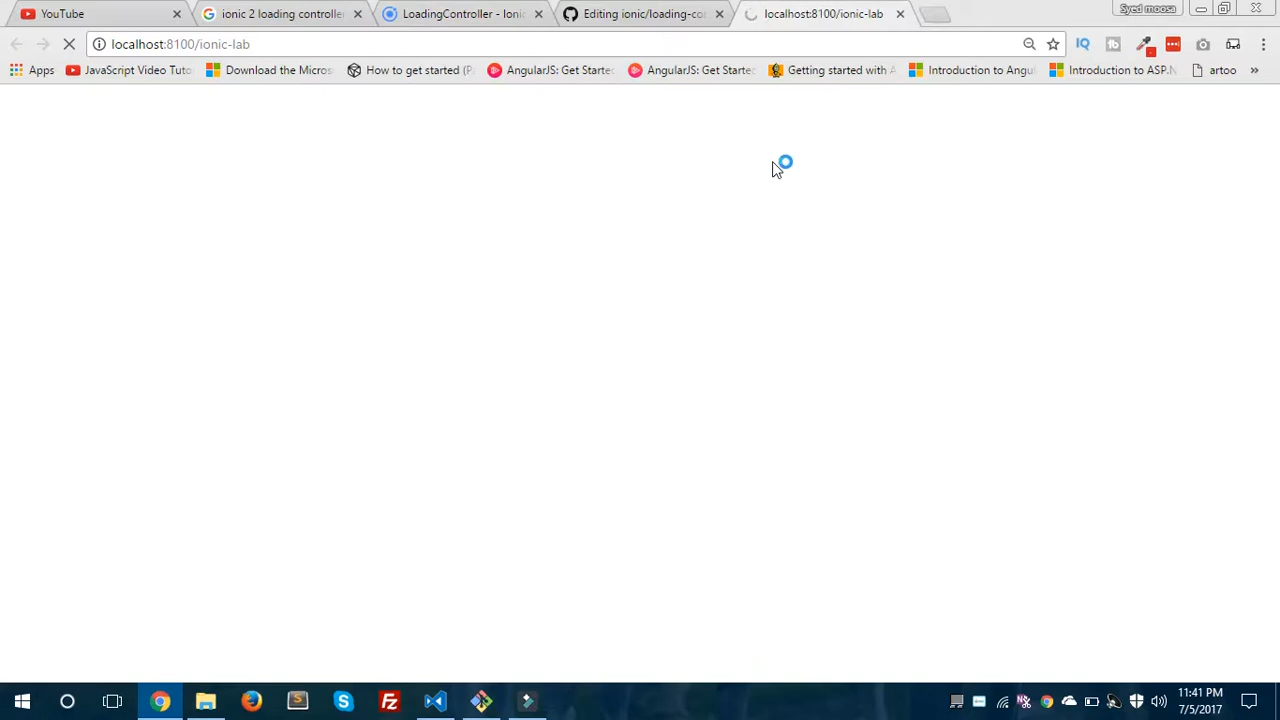 YouTube
ionic 2 loading controlle
LoadingController - Ioni
Editing ionic/loading-co
localhost:8100/ionic-lab
Syed moosa
localhost:8100/ionic-lab
Apps
JavaScript Video Tuto
Download the Micros
How to get started (P
AngularJS: Get Starte
AngularJS: Get Starte
Getting started with A
Introduction to Angu
Introduction to ASP.N
artoo
11:41 PM
7/5/2017